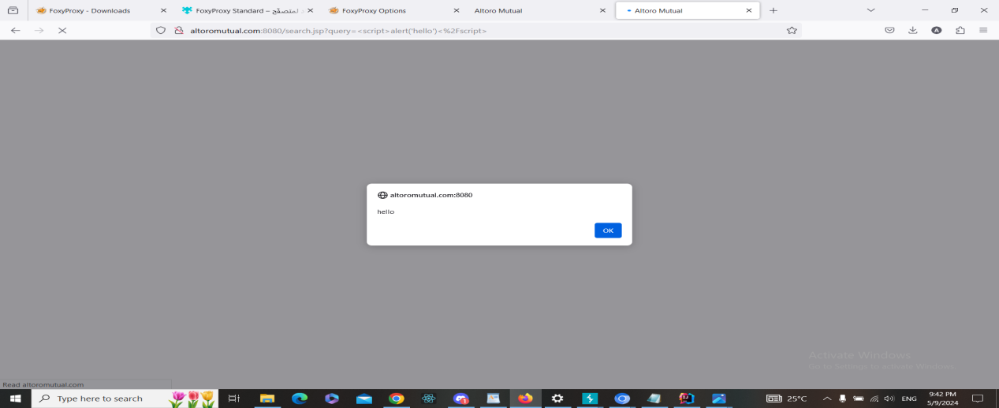 FoxyProxy - Downloads
FoxyProxy Standard – لمتصفّح
FoxyProxy Options
Altoro Mutual
Altoro Mutual
altoromutual.com:8080/search.jsp?query=<script>alert('hello')<%2Fscript>
A
altoromutual.com:8080
hello
OK
Activate Windows
Go to Settings to activate Windows.
Read altoromutual.com
Type here to search
25°C
ENG
9:42 PM
5/9/2024